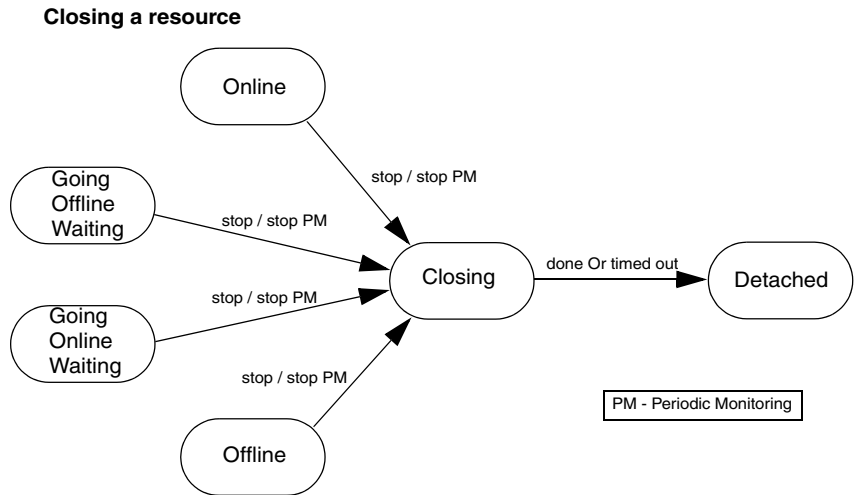 Closing a resource
Online
stop / stop PM
Going
Offline
Waiting
stop / stop PM
Closing
done Or timed out
Detached
stop / stop PM
Going
Online
Waiting
stop / stop PM
PM - Periodic Monitoring
Offline